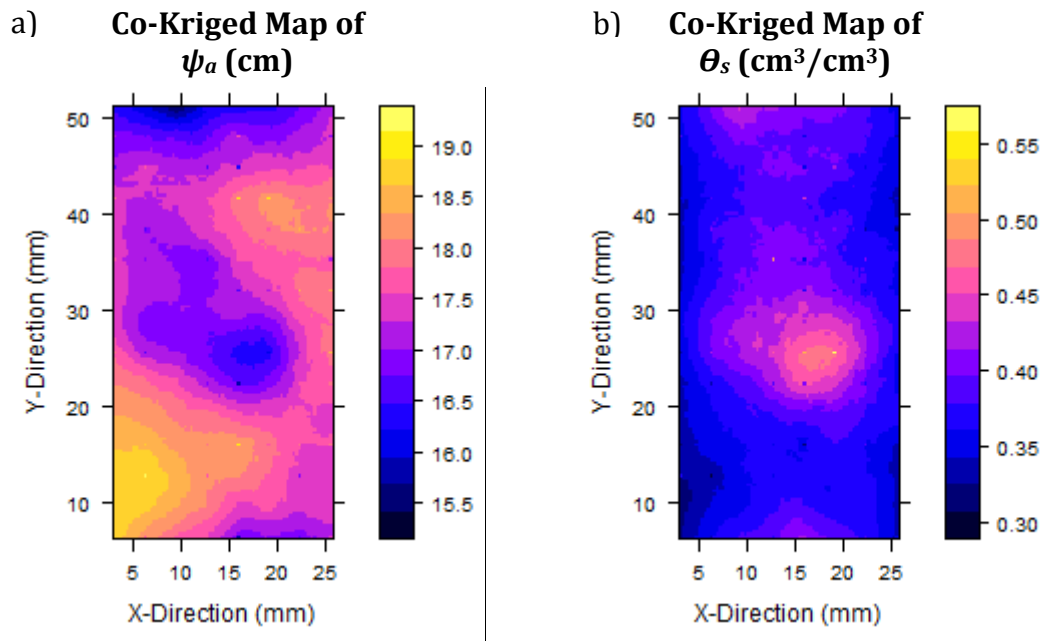 a)
Co-Kriged Map of
ψa (cm)
50
40
30
20
10
Y-Direction (mm)
5 10 15 20 25
X-Direction (mm)
19.0
18.5
18.0
17.5
17.0
16.5
16.0
15.5
b)
Co-Kriged Map of
θs (cm³/cm³)
50
40
30
20
10
Y-Direction (mm)
5 10 15 20 25
X-Direction (mm)
0.55
0.50
0.45
0.40
0.35
0.30